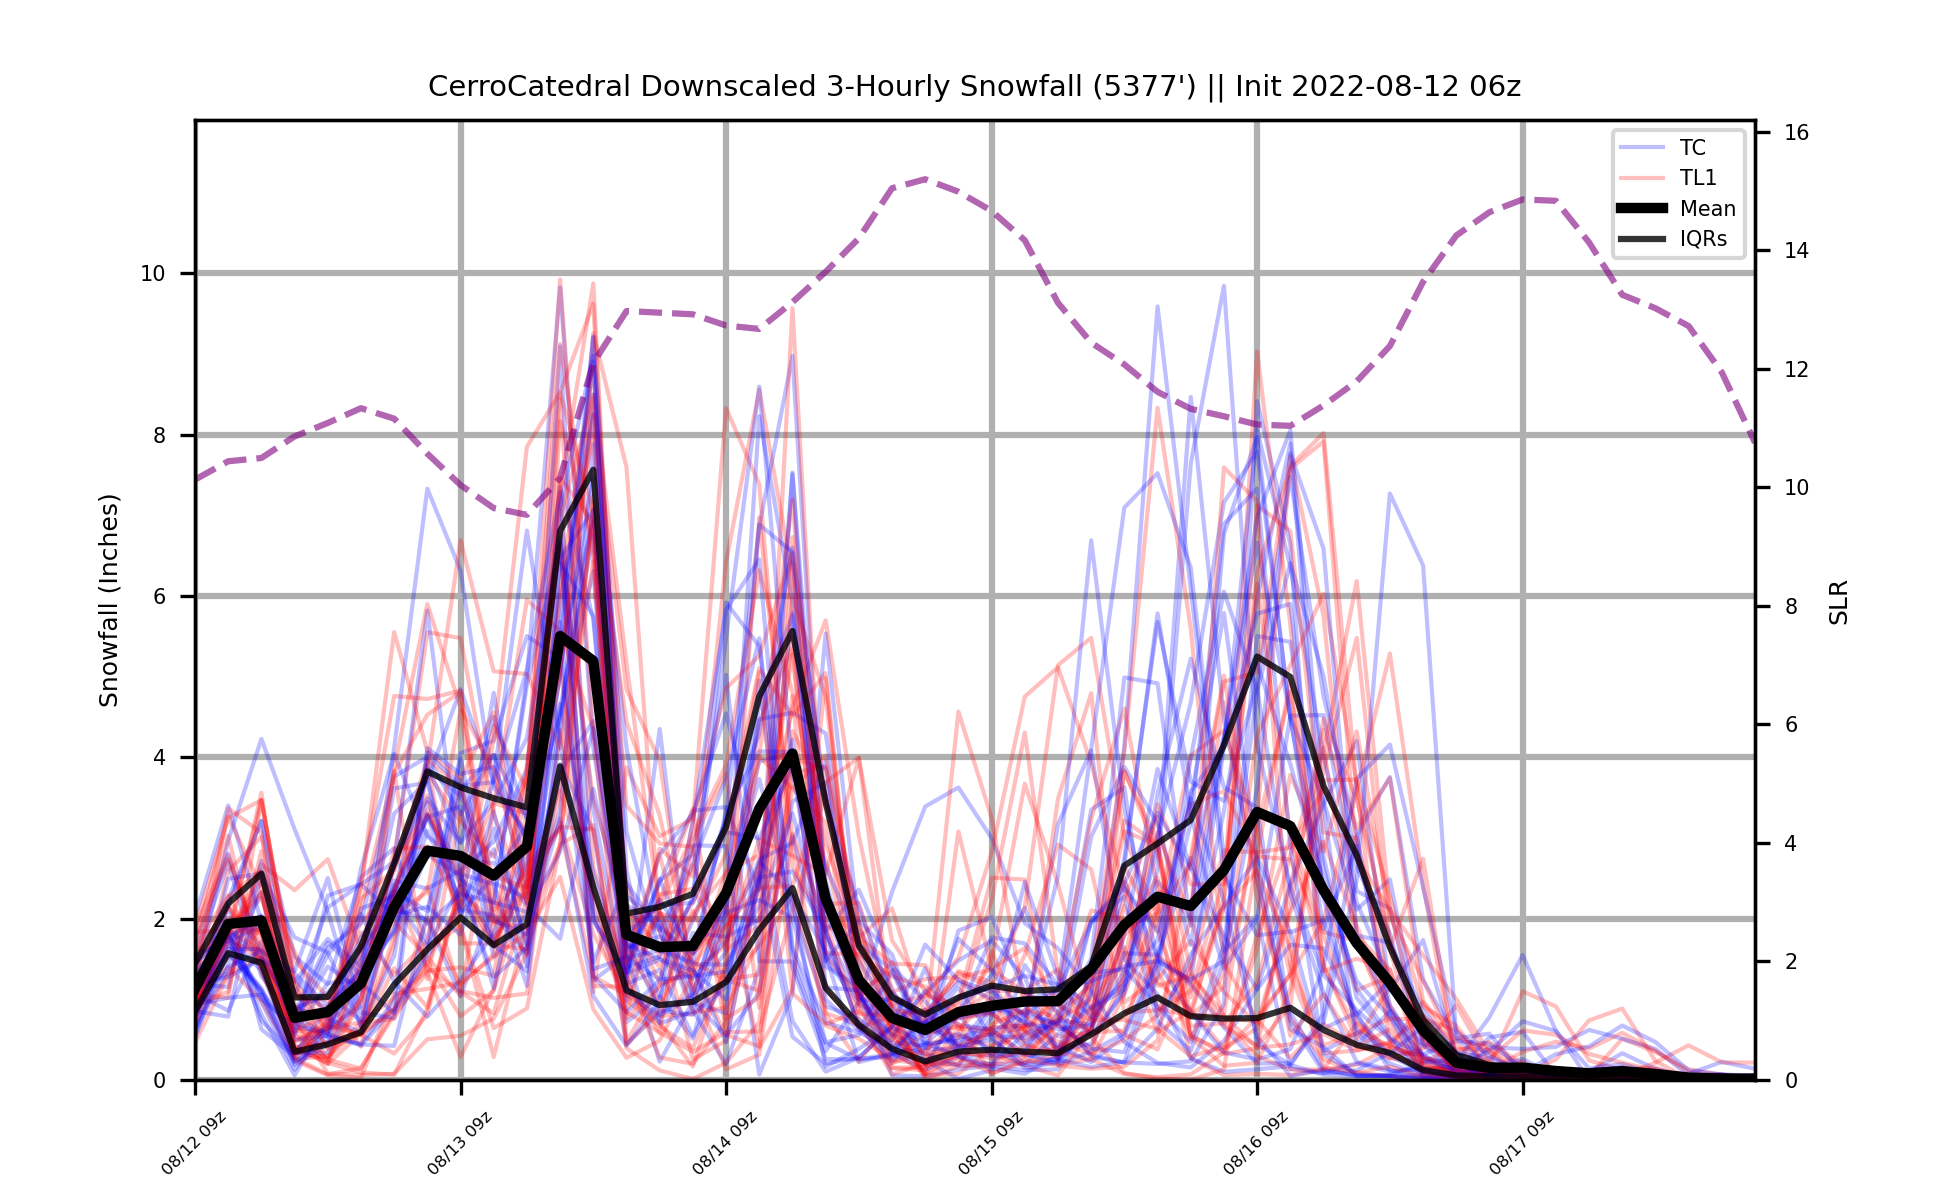 CerroCatedral Downscaled 3-Hourly Snowfall (5377') || Init 2022-08-12 06z
TC
TL1
Mean
IQRs
Snowfall (Inches)
10
8
6
4
2
0
16
14
12
10
8
6
4
2
0
SLR
08/12 09z
08/13 09z
08/14 09z
08/15 09z
08/16 09z
08/17 09z